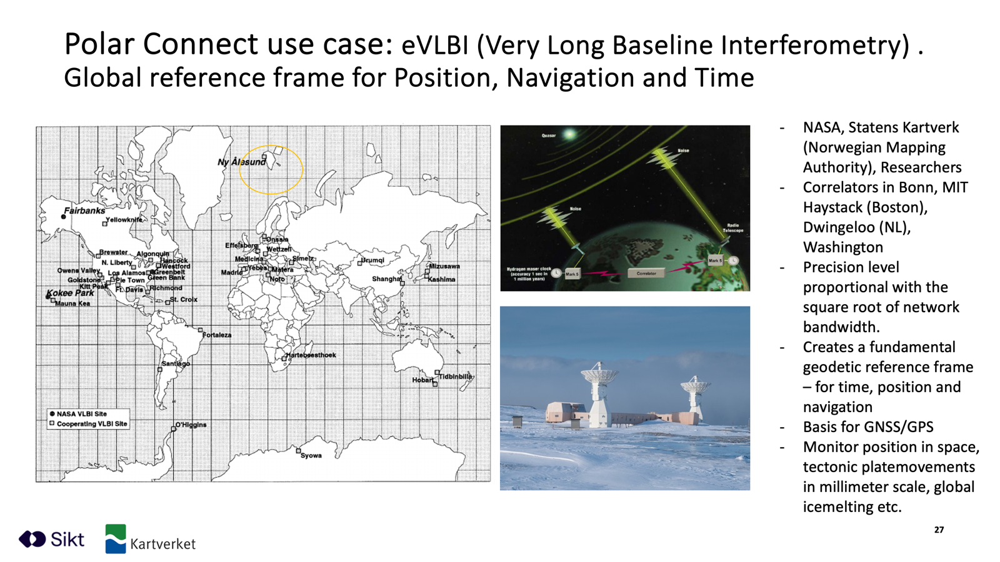 Polar Connect use case: eVLBI (Very Long Baseline Interferometry) .
Global reference frame for Position, Navigation and Time
Ny Ålesund
Fairbanks
Yellowknife
Brewster
Algonquin
N. Liberty
Hancock
Westford
Owens Valley
Los Alamos
Greenbelt
Goldstone
Pie Town
Green Bank
Kitt Peak
Ft. Davis
Richmond
Kokee Park
Mauna Kea
St. Croix
Onsala
Effelsberg
Wettzell
Medicina
Simeiz
Madrid
Yebes
Matera
Noto
Urumqi
Shanghai
Mizusawa
Kashima
Fortaleza
Santiago
Hartebeesthoek
Tidbinbilla
Hobart
NASA VLBI Site
Cooperating VLBI Site
O'Higgins
Syowa
Quasar
Noise
Noise
Radio
Telescope
Hydrogen maser clock
(accuracy 1 sec in
1 million years)
Mark 5
Correlator
Mark 5
- NASA, Statens Kartverk
(Norwegian Mapping
Authority), Researchers
- Correlators in Bonn, MIT
Haystack (Boston),
Dwingeloo (NL),
Washington
- Precision level
proportional with the
square root of network
bandwidth.
- Creates a fundamental
geodetic reference frame
– for time, position and
navigation
- Basis for GNSS/GPS
- Monitor position in space,
tectonic platemovements
in millimeter scale, global
icemelting etc.
27
Sikt
Kartverket